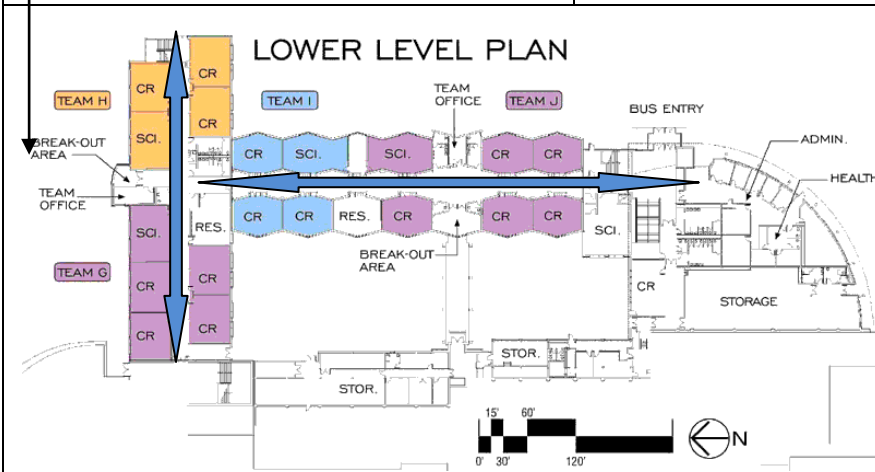 LOWER LEVEL PLAN
TEAM H
TEAM I
TEAM
OFFICE
TEAM J
BUS ENTRY
ADMIN.
HEALTH
CR
CR
CR
SCI.
BREAK-OUT
AREA
TEAM
OFFICE
CR
SCI.
SCI.
CR
CR
CR
CR
RES.
CR
CR
CR
SCI.
RES.
SCI.
BREAK-OUT
AREA
TEAM G
CR
CR
CR
CR
CR
STORAGE
STOR.
STOR.
15' 60'
0' 30' 120'
N